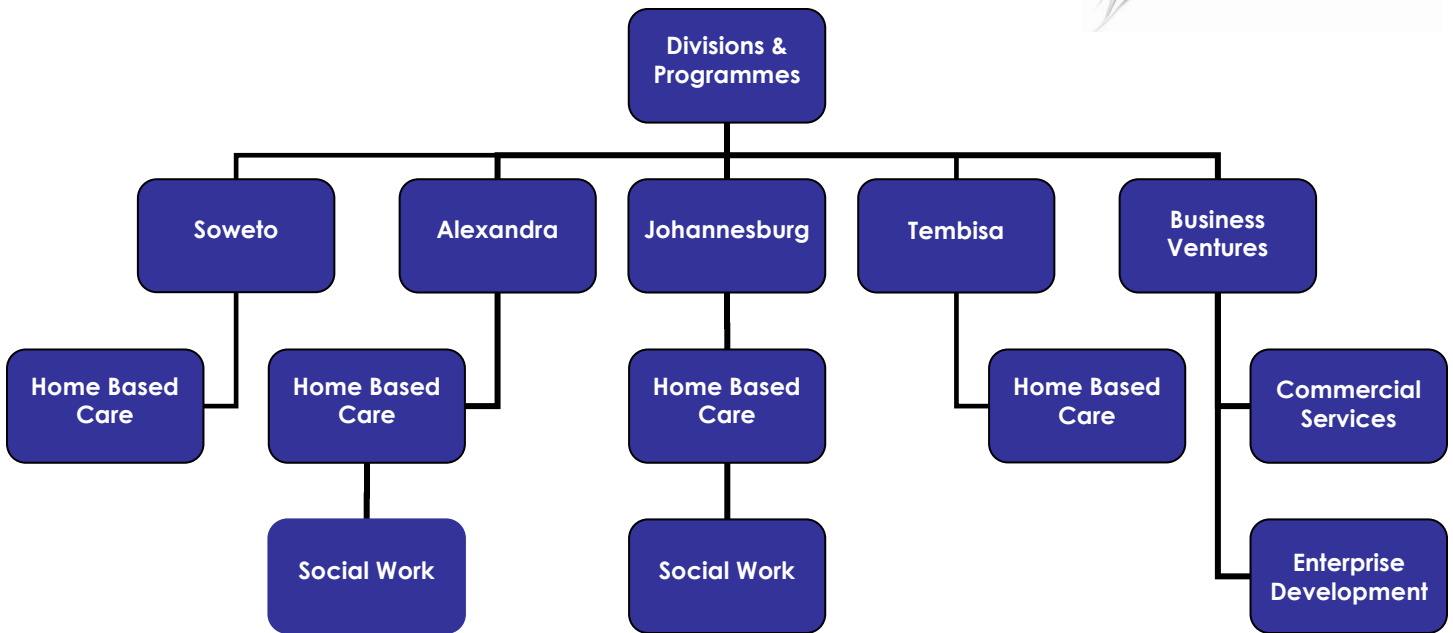 Divisions &
Programmes
Soweto
Alexandra
Johannesburg
Tembisa
Business
Ventures
Home Based
Care
Home Based
Care
Home Based
Care
Home Based
Care
Commercial
Services
Social Work
Social Work
Enterprise
Development